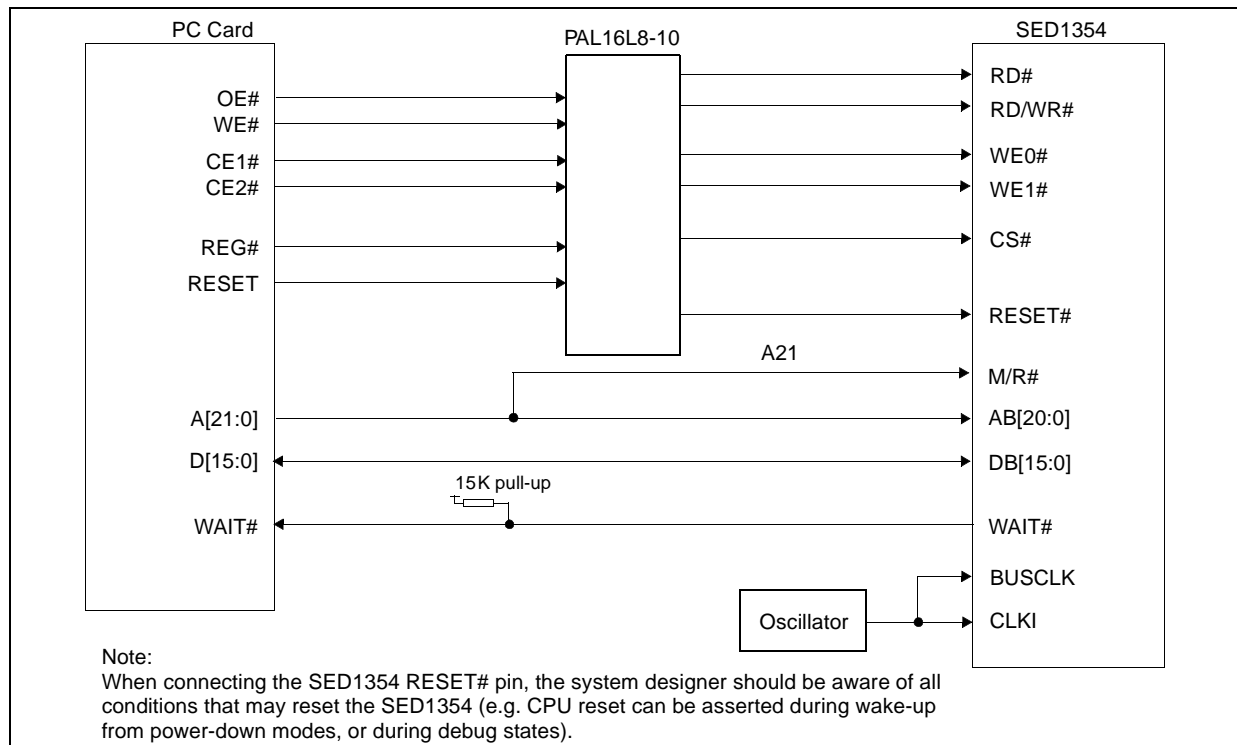 PC Card
PAL16L8-10
SED1354
OE#
WE#
CE1#
CE2#
REG#
RESET
A[21:0]
D[15:0]
WAIT#
RD#
RD/WR#
WE0#
WE1#
CS#
RESET#
A21
M/R#
AB[20:0]
DB[15:0]
15K pull-up
WAIT#
BUSCLK
Oscillator
CLKI
Note:
When connecting the SED1354 RESET# pin, the system designer should be aware of all
conditions that may reset the SED1354 (e.g. CPU reset can be asserted during wake-up
from power-down modes, or during debug states).